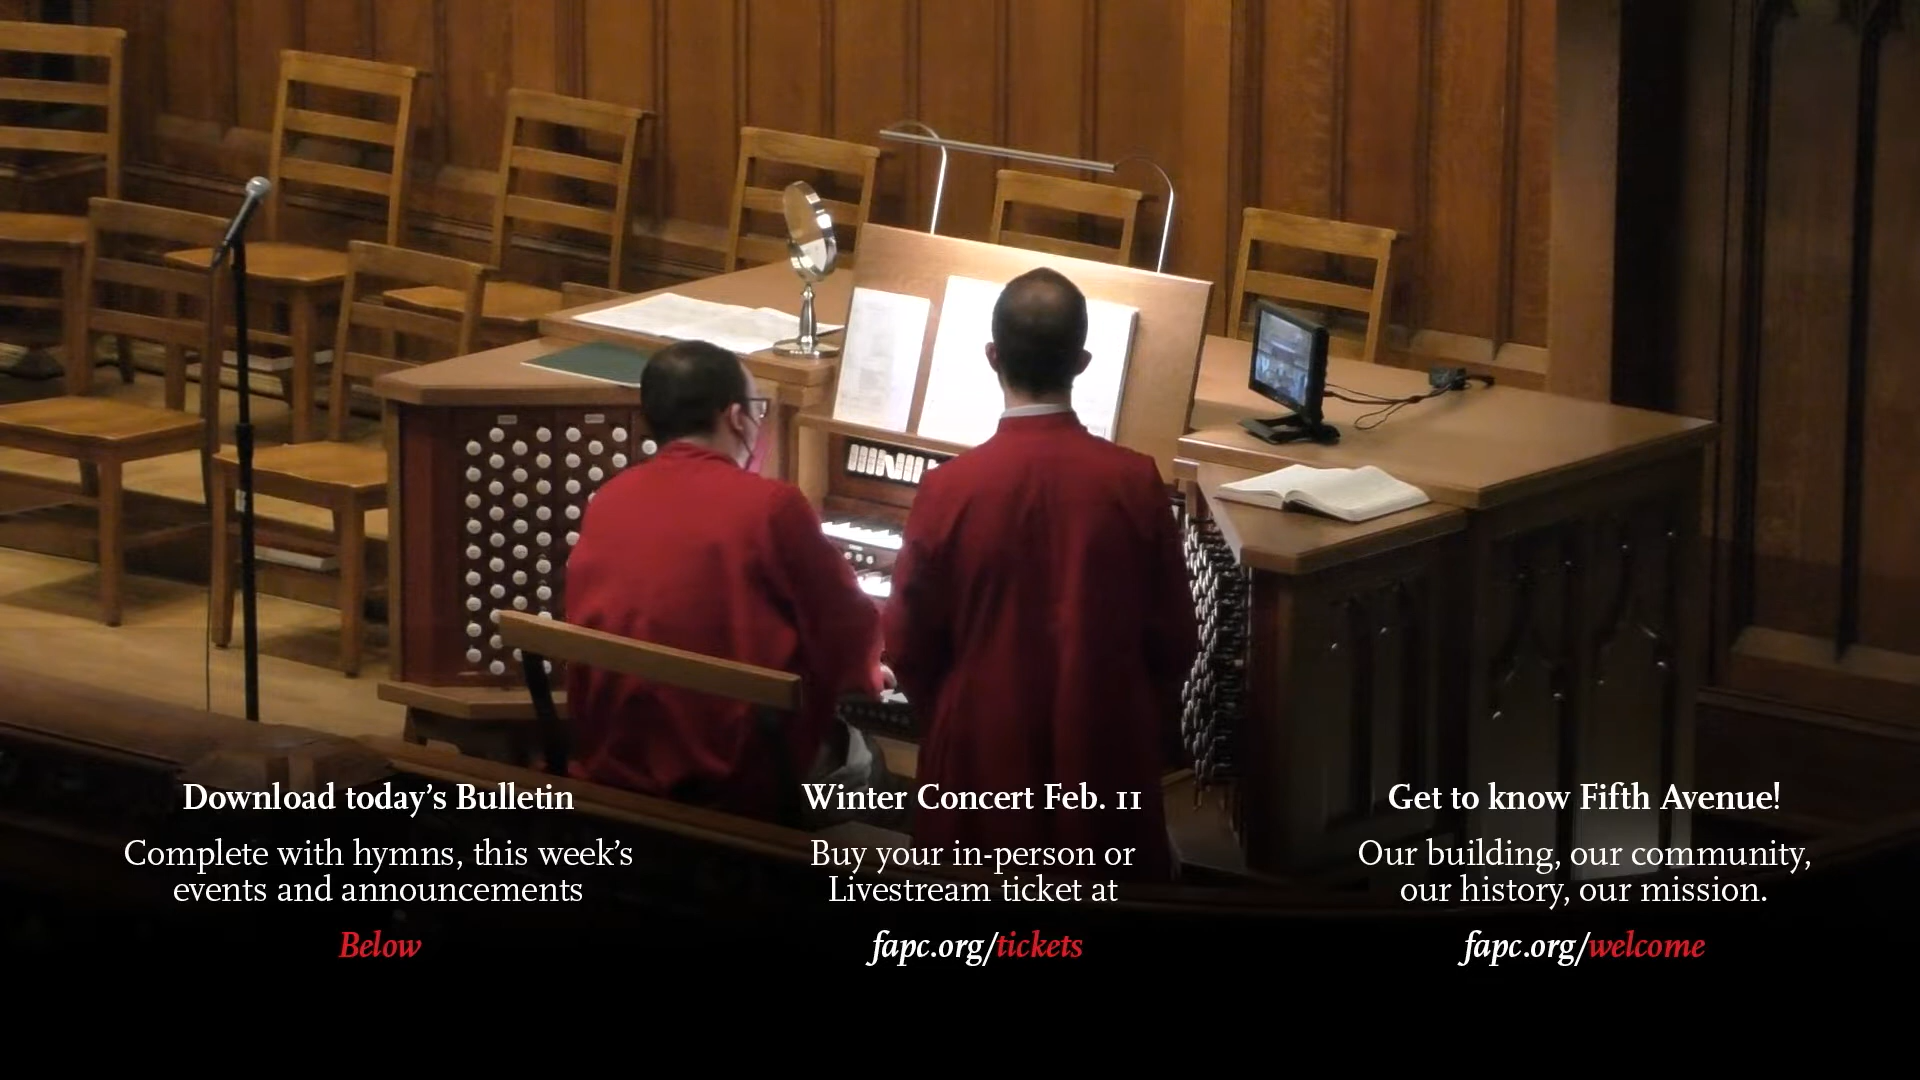 Download today's Bulletin
Complete with hymns, this week's
events and announcements
Below
Winter Concert Feb. 11
Buy your in-person or
Livestream ticket at
fapc.org/tickets
Get to know Fifth Avenue!
Our building, our community,
our history, our mission.
fapc.org/welcome